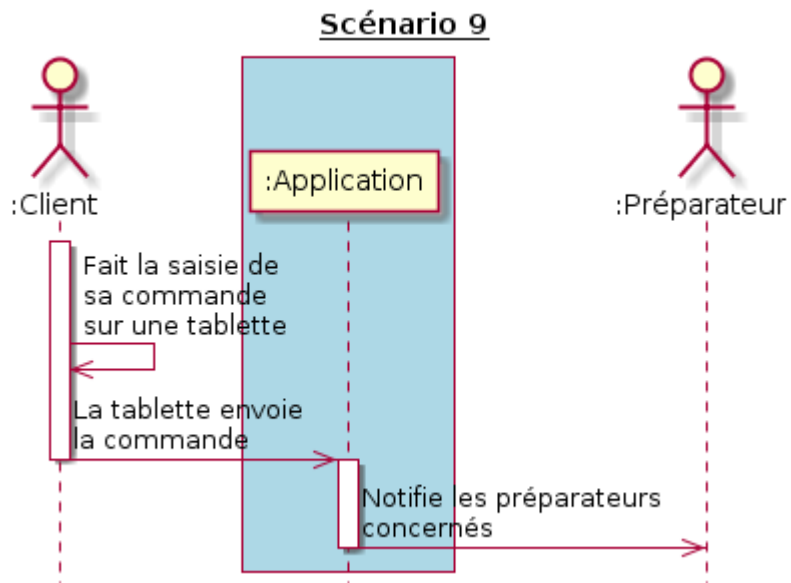 Scénario 9
:Client
:Application
:Préparateur
Fait la saisie de
sa commande
sur une tablette
La tablette envoie
la commande
Notifie les préparateurs
concernés